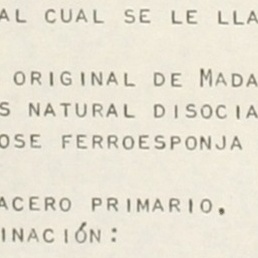 AL CUAL SE LE LLA
ORIGINAL DE MADA
S NATURAL DISOCIA
OSE FERROESPONJA
ACERO PRIMARIO.
INACIÓN: